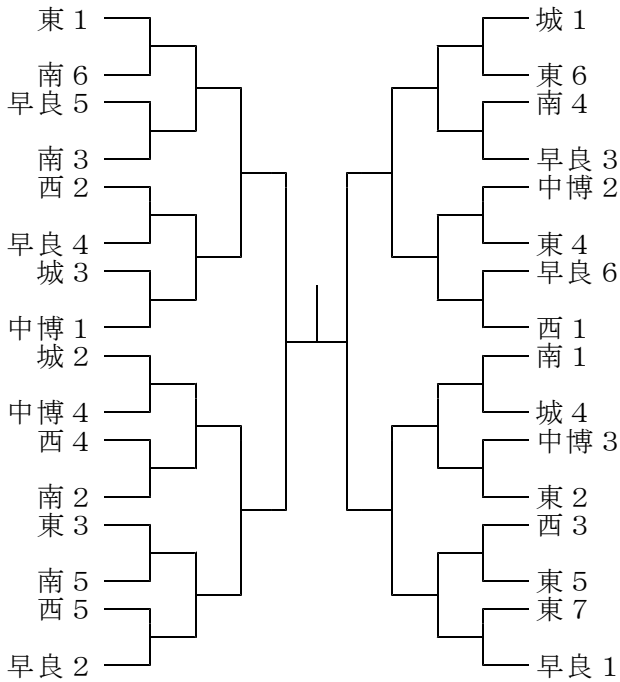 東１
南６
早良５
南３
西２
早良４
城３
中博１
城２
中博４
西４
南２
東３
南５
西５
早良２
城１
東６
南４
早良３
中博２
東４
早良６
西１
南１
城４
中博３
東２
西３
東５
東７
早良１